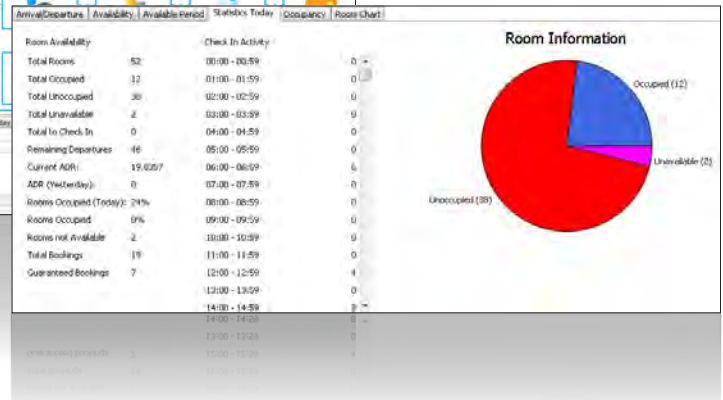 Arrival/Departure Availability Available Period Statistics Today Occupancy Room Chart
Room Availability
Total Rooms 52
Total Occupied 12
Total Unoccupied 38
Total Unavailable 2
Total to Check In 0
Remaining Departures 46
Current ADR: 19.0357
ADR (Yesterday): 0
Rooms Occupied (Today): 24%
Rooms Occupied 0%
Rooms not Available 2
Total Bookings 19
Guaranteed Bookings 7
Check In Activity
00:00 - 00:59 0
01:00 - 01:59 0
02:00 - 02:59 0
03:00 - 03:59 0
04:00 - 04:59 0
05:00 - 05:59 0
06:00 - 06:59 6
07:00 - 07:59 0
08:00 - 08:59 0
09:00 - 09:59 0
10:00 - 10:59 0
11:00 - 11:59 0
12:00 - 12:59 4
13:00 - 13:59 0
14:00 - 14:59
Room Information
Occupied (12)
Unavailable (2)
Unoccupied (38)